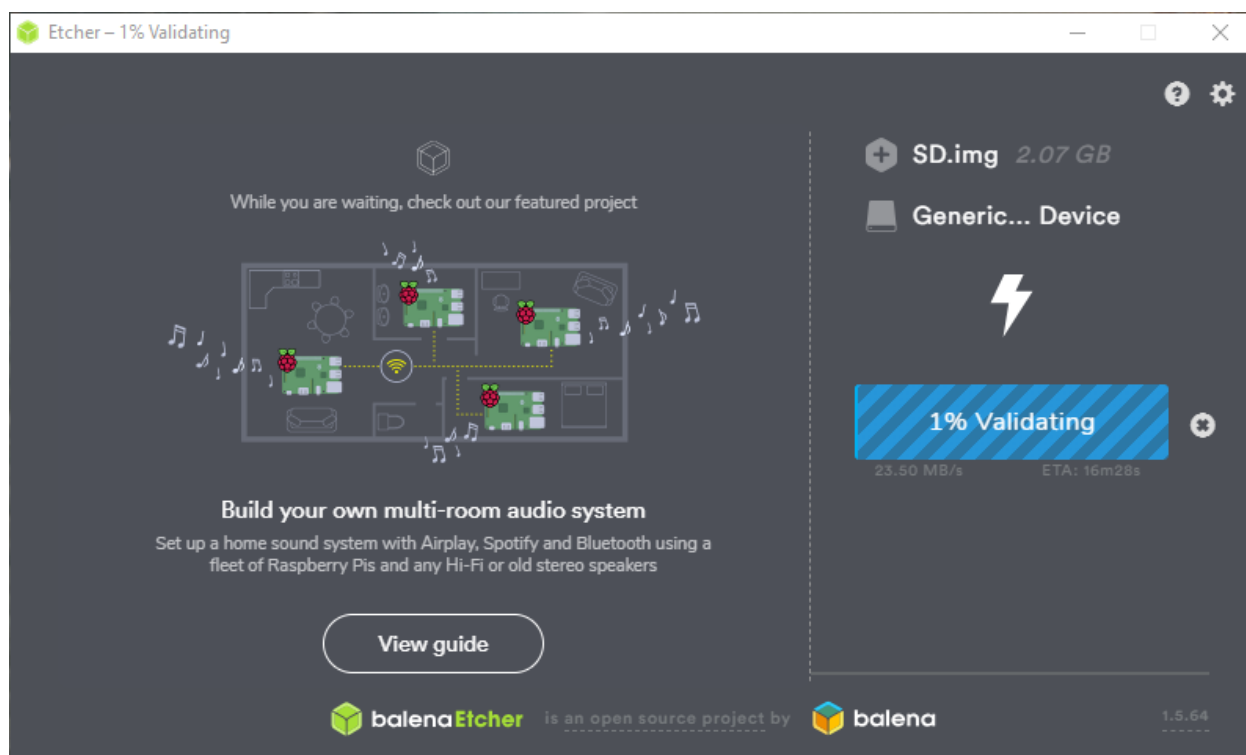 Etcher – 1% Validating
While you are waiting, check out our featured project
Build your own multi-room audio system
Set up a home sound system with Airplay, Spotify and Bluetooth using a
fleet of Raspberry Pis and any Hi-Fi or old stereo speakers
View guide
SD.img 2.07 GB
Generic... Device
1% Validating
23.50 MB/s ETA: 16m28s
balenaEtcher is an open source project by balena 1.5.64